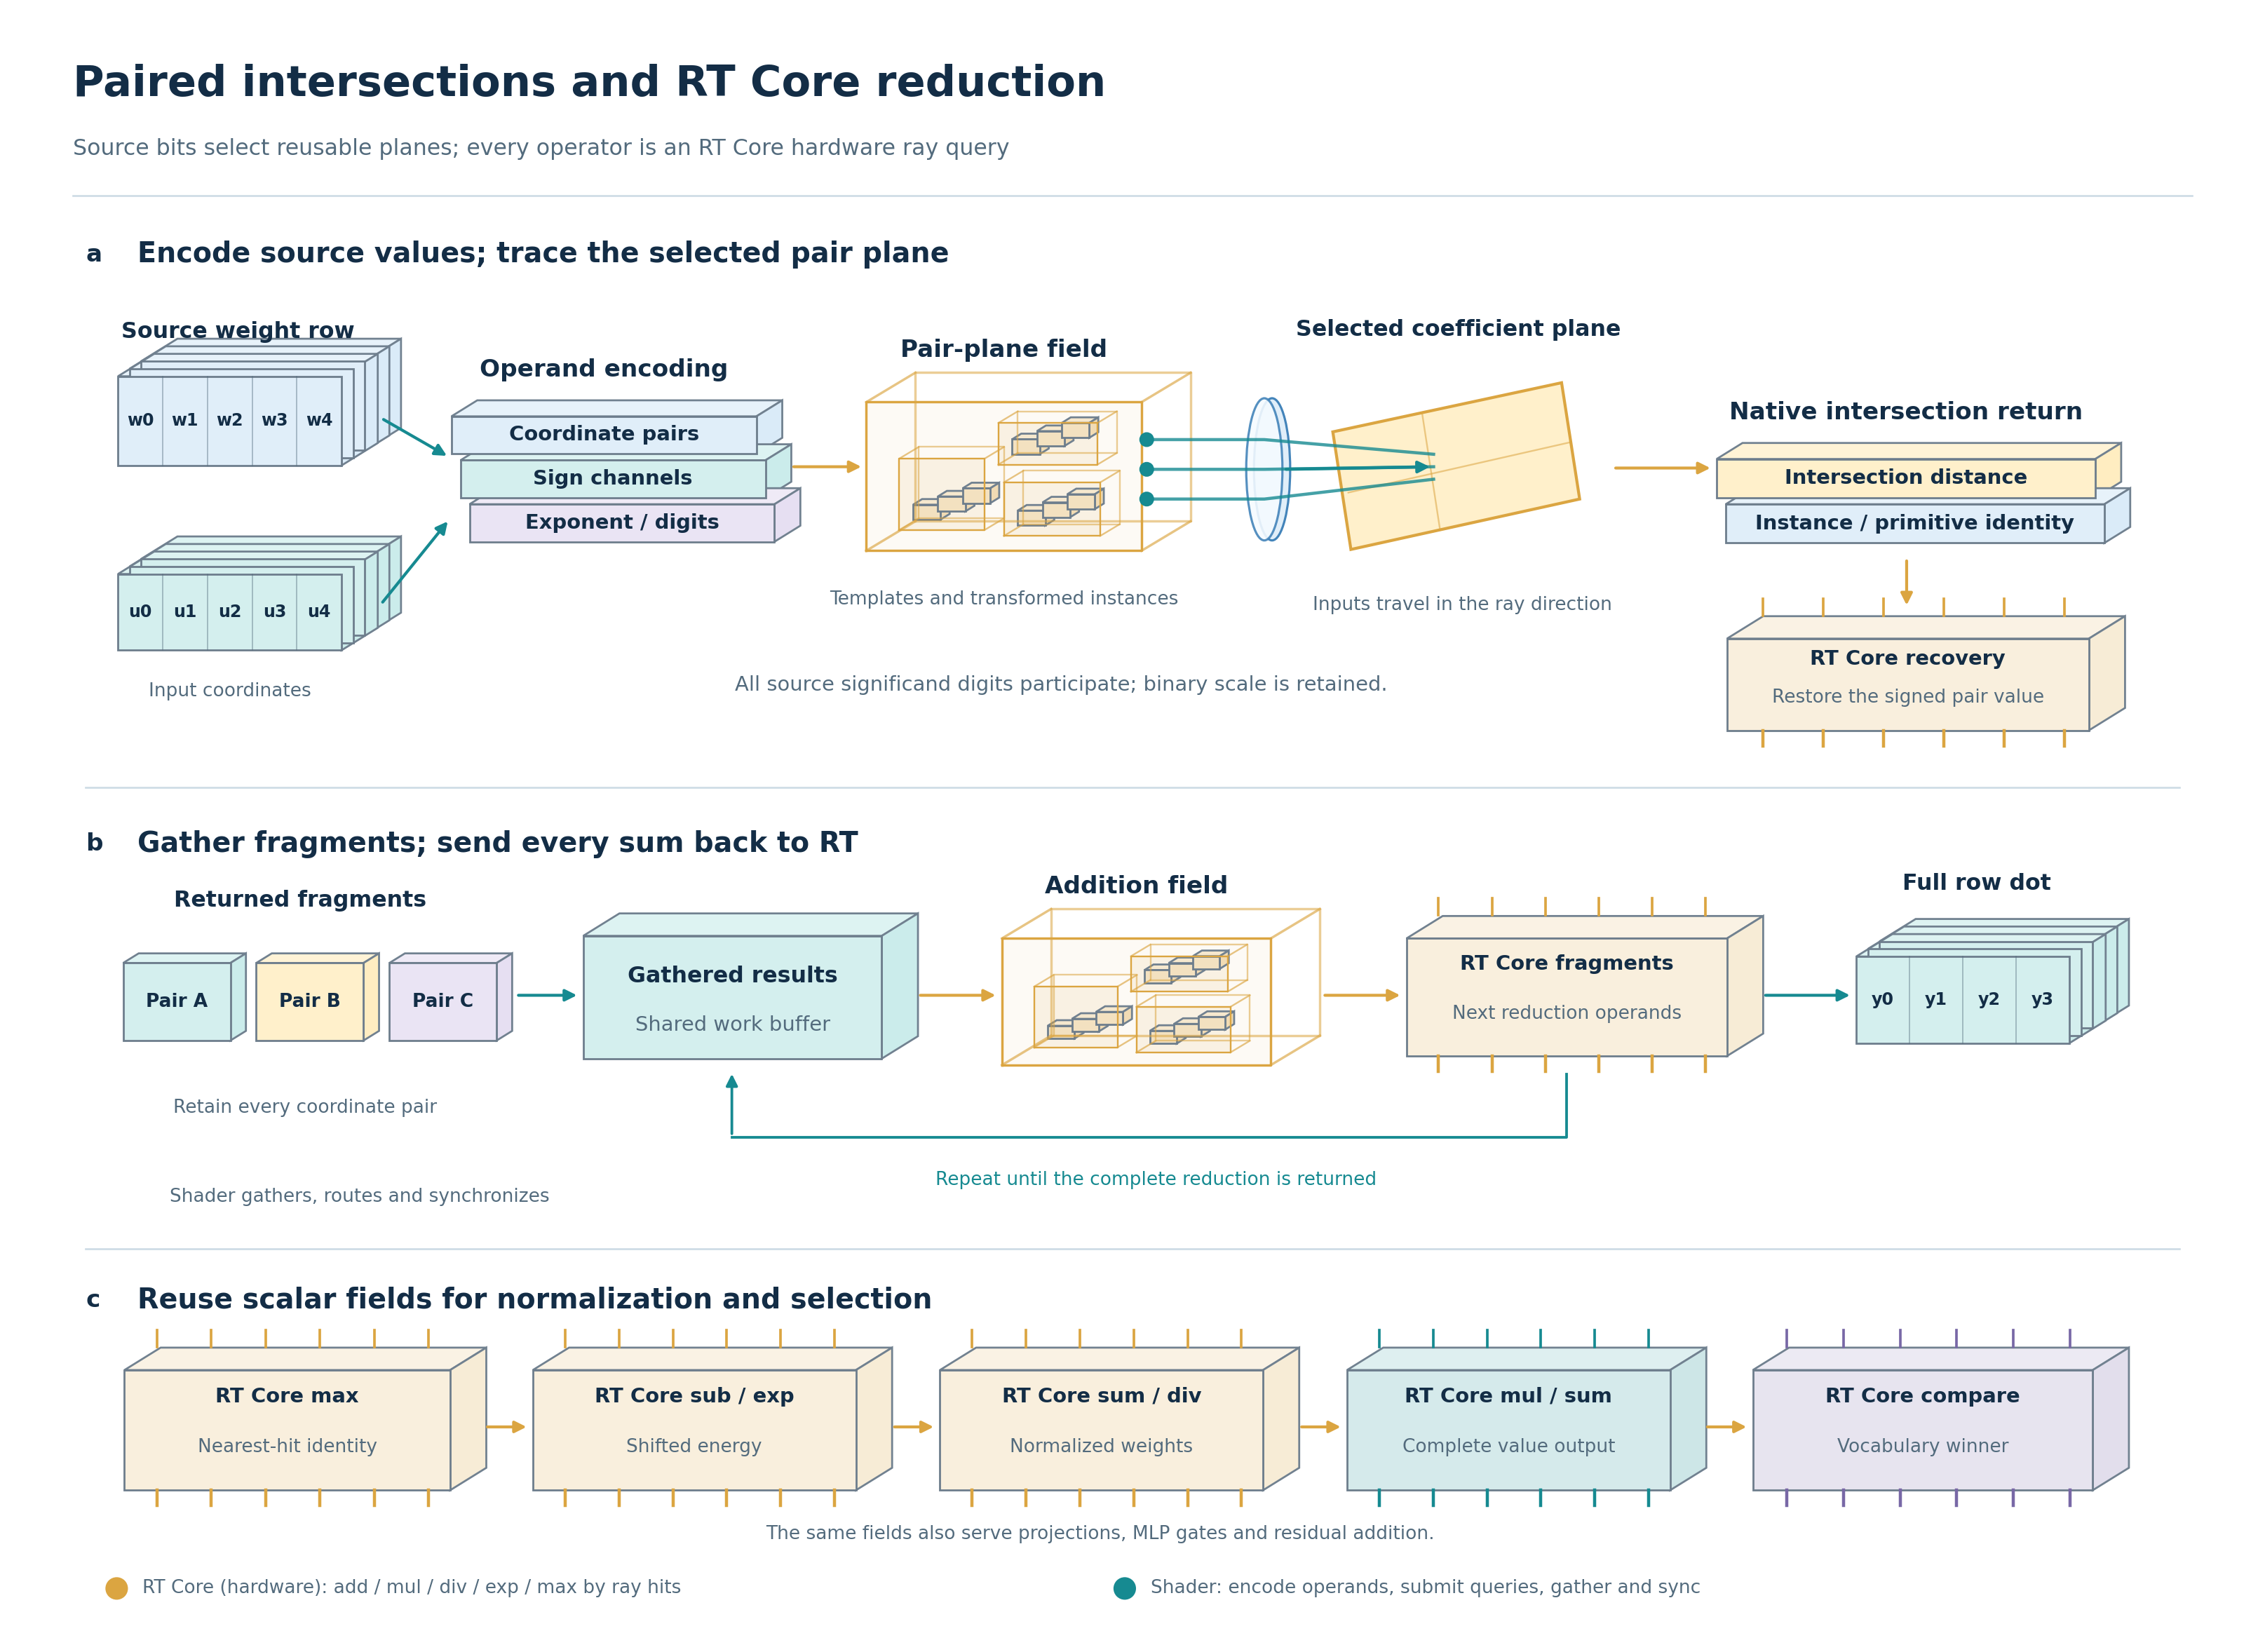 Paired intersections and RT Core reduction
Source bits select reusable planes; every operator is an RT Core hardware ray query
a Encode source values; trace the selected pair plane
Source weight row
w0 w1 w2 w3 w4
u0 u1 u2 u3 u4
Input coordinates
Operand encoding
Coordinate pairs
Sign channels
Exponent / digits
Pair-plane field
Templates and transformed instances
Selected coefficient plane
Inputs travel in the ray direction
Native intersection return
Intersection distance
Instance / primitive identity
RT Core recovery
Restore the signed pair value
All source significand digits participate; binary scale is retained.
b Gather fragments; send every sum back to RT
Returned fragments
Pair A
Pair B
Pair C
Retain every coordinate pair
Shader gathers, routes and synchronizes
Gathered results
Shared work buffer
Addition field
RT Core fragments
Next reduction operands
Full row dot
y0 y1 y2 y3
Repeat until the complete reduction is returned
c Reuse scalar fields for normalization and selection
RT Core max
Nearest-hit identity
RT Core sub / exp
Shifted energy
RT Core sum / div
Normalized weights
RT Core mul / sum
Complete value output
RT Core compare
Vocabulary winner
The same fields also serve projections, MLP gates and residual addition.
RT Core (hardware): add / mul / div / exp / max by ray hits
Shader: encode operands, submit queries, gather and sync